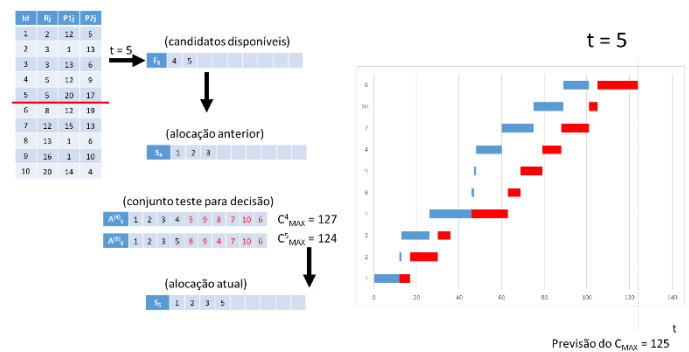 Id Rj P1j P2j
1 2 12 5
2 3 1 13
3 3 13 6
4 5 12 9
5 5 20 17
6 8 12 19
7 12 15 13
8 13 1 6
9 16 1 10
10 20 14 4
t = 5
(candidatos disponíveis)
F5 4 5
(alocação anterior)
S4 1 2 3
(conjunto teste para decisão)
A(4)5 1 2 3 4 5 9 8 7 10 6 C4MAX = 127
A(5)5 1 2 3 5 8 9 4 7 10 6 C5MAX = 124
(alocação atual)
S5 1 2 3 5
t = 5
6
10
7
4
9
8
5
3
2
1
0 20 40 60 80 100 120 140
t
Previsão do CMAX = 125